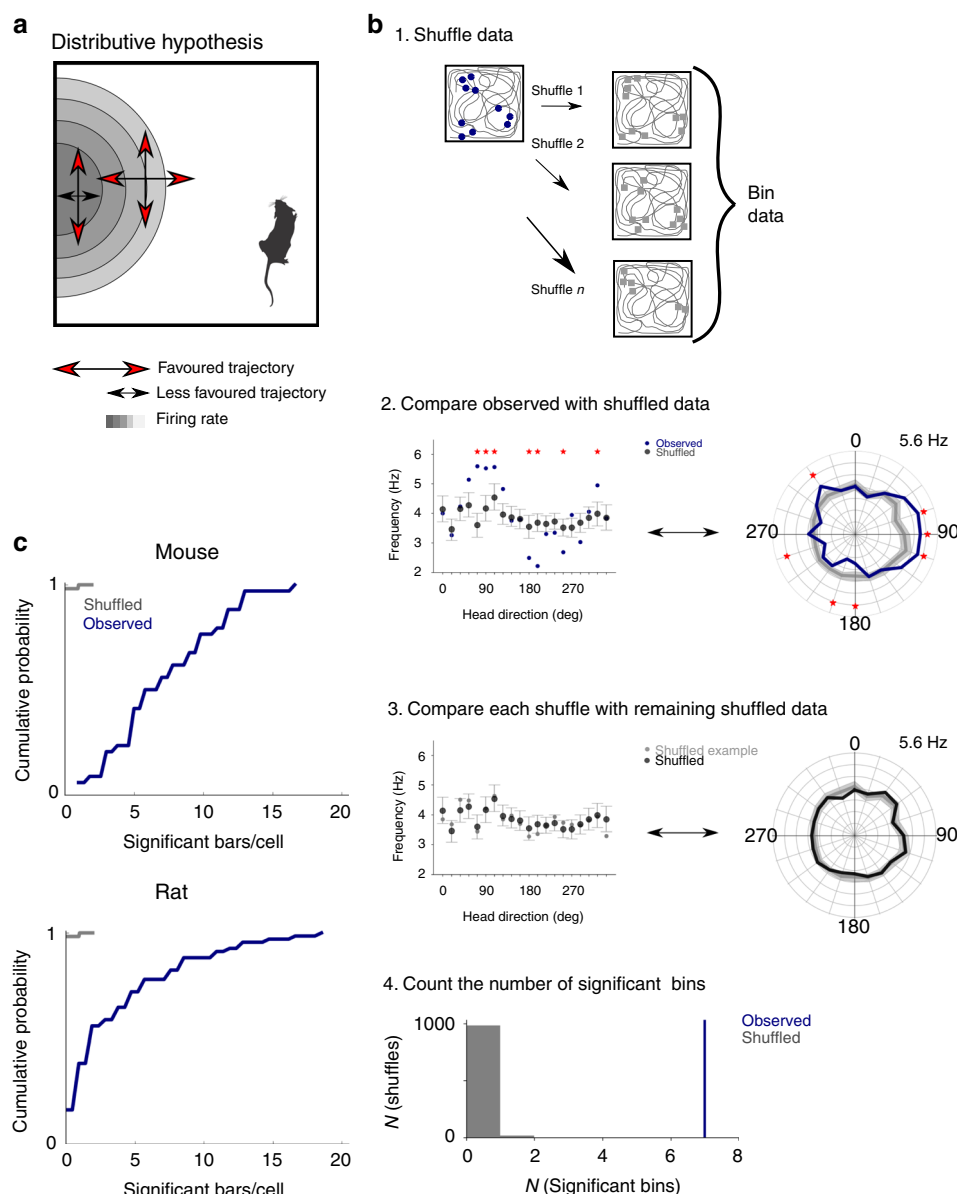 a
Distributive hypothesis
Favoured trajectory
Less favoured trajectory
Firing rate
b
1. Shuffle data
Shuffle 1
Shuffle 2
Shuffle n
Bin
data
2. Compare observed with shuffled data
Observed
Shuffled
6
5
4
3
2
Frequency (Hz)
0 90 180 270
Head direction (deg)
0
5.6 Hz
270
90
180
3. Compare each shuffle with remaining shuffled data
Shuffled example
Shuffled
6
5
4
3
2
Frequency (Hz)
0 90 180 270
Head direction (deg)
0
5.6 Hz
270
90
180
4. Count the number of significant bins
Observed
Shuffled
1000
0
N (shuffles)
0 2 4 6 8
N (Significant bins)
c
Mouse
1
Shuffled
Observed
Cumulative probability
0
0 5 10 15 20
Significant bars/cell
Rat
1
Cumulative probability
0
0 5 10 15 20
Significant bars/cell